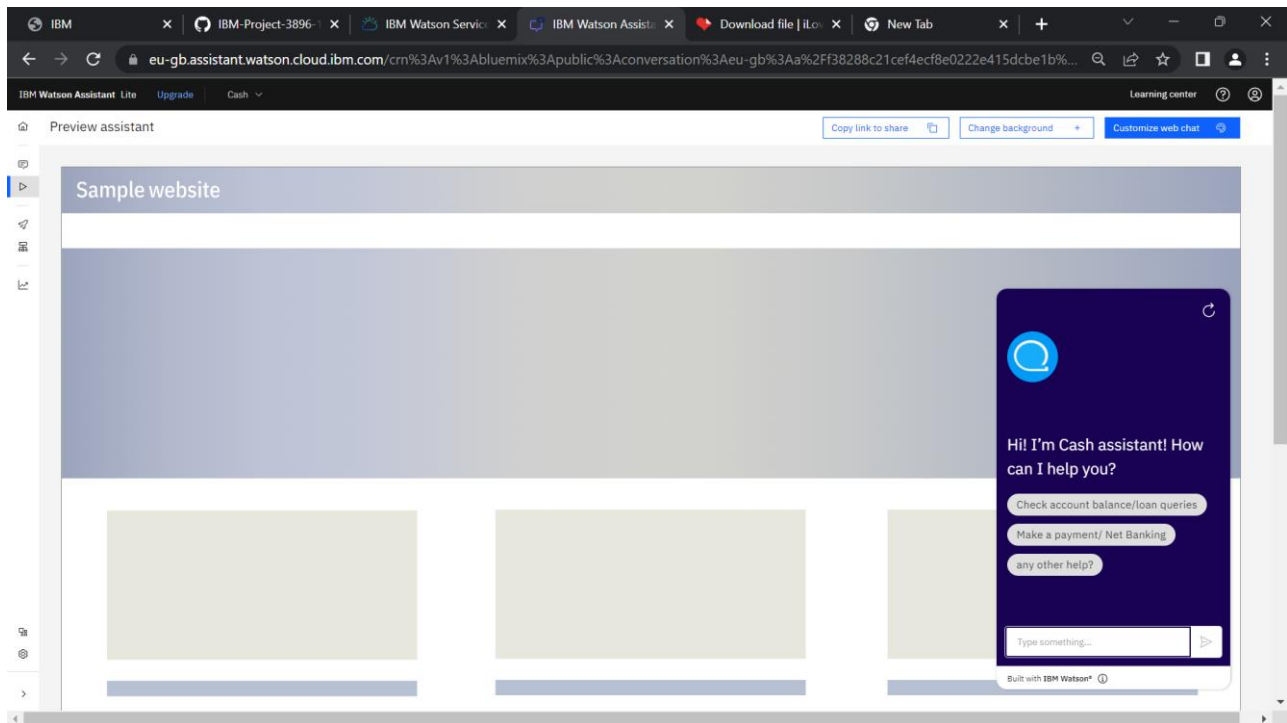 IBM
IBM-Project-3896-1
IBM Watson Servic
IBM Watson Assista
Download file | iLov
New Tab
eu-gb.assistant.watson.cloud.ibm.com/crn%3Av1%3Abluemix%3Apublic%3Aconversation%3Aeu-gb%3Aa%2Ff38288c21cef4ecf8e0222e415dcbe1b%...
IBM Watson Assistant Lite Upgrade Cash Learning center
Preview assistant Copy link to share Change background + Customize web chat
Sample website
Hi! I'm Cash assistant! How
can I help you?
Check account balance/loan queries
Make a payment/ Net Banking
any other help?
Type something...
Built with IBM Watson®